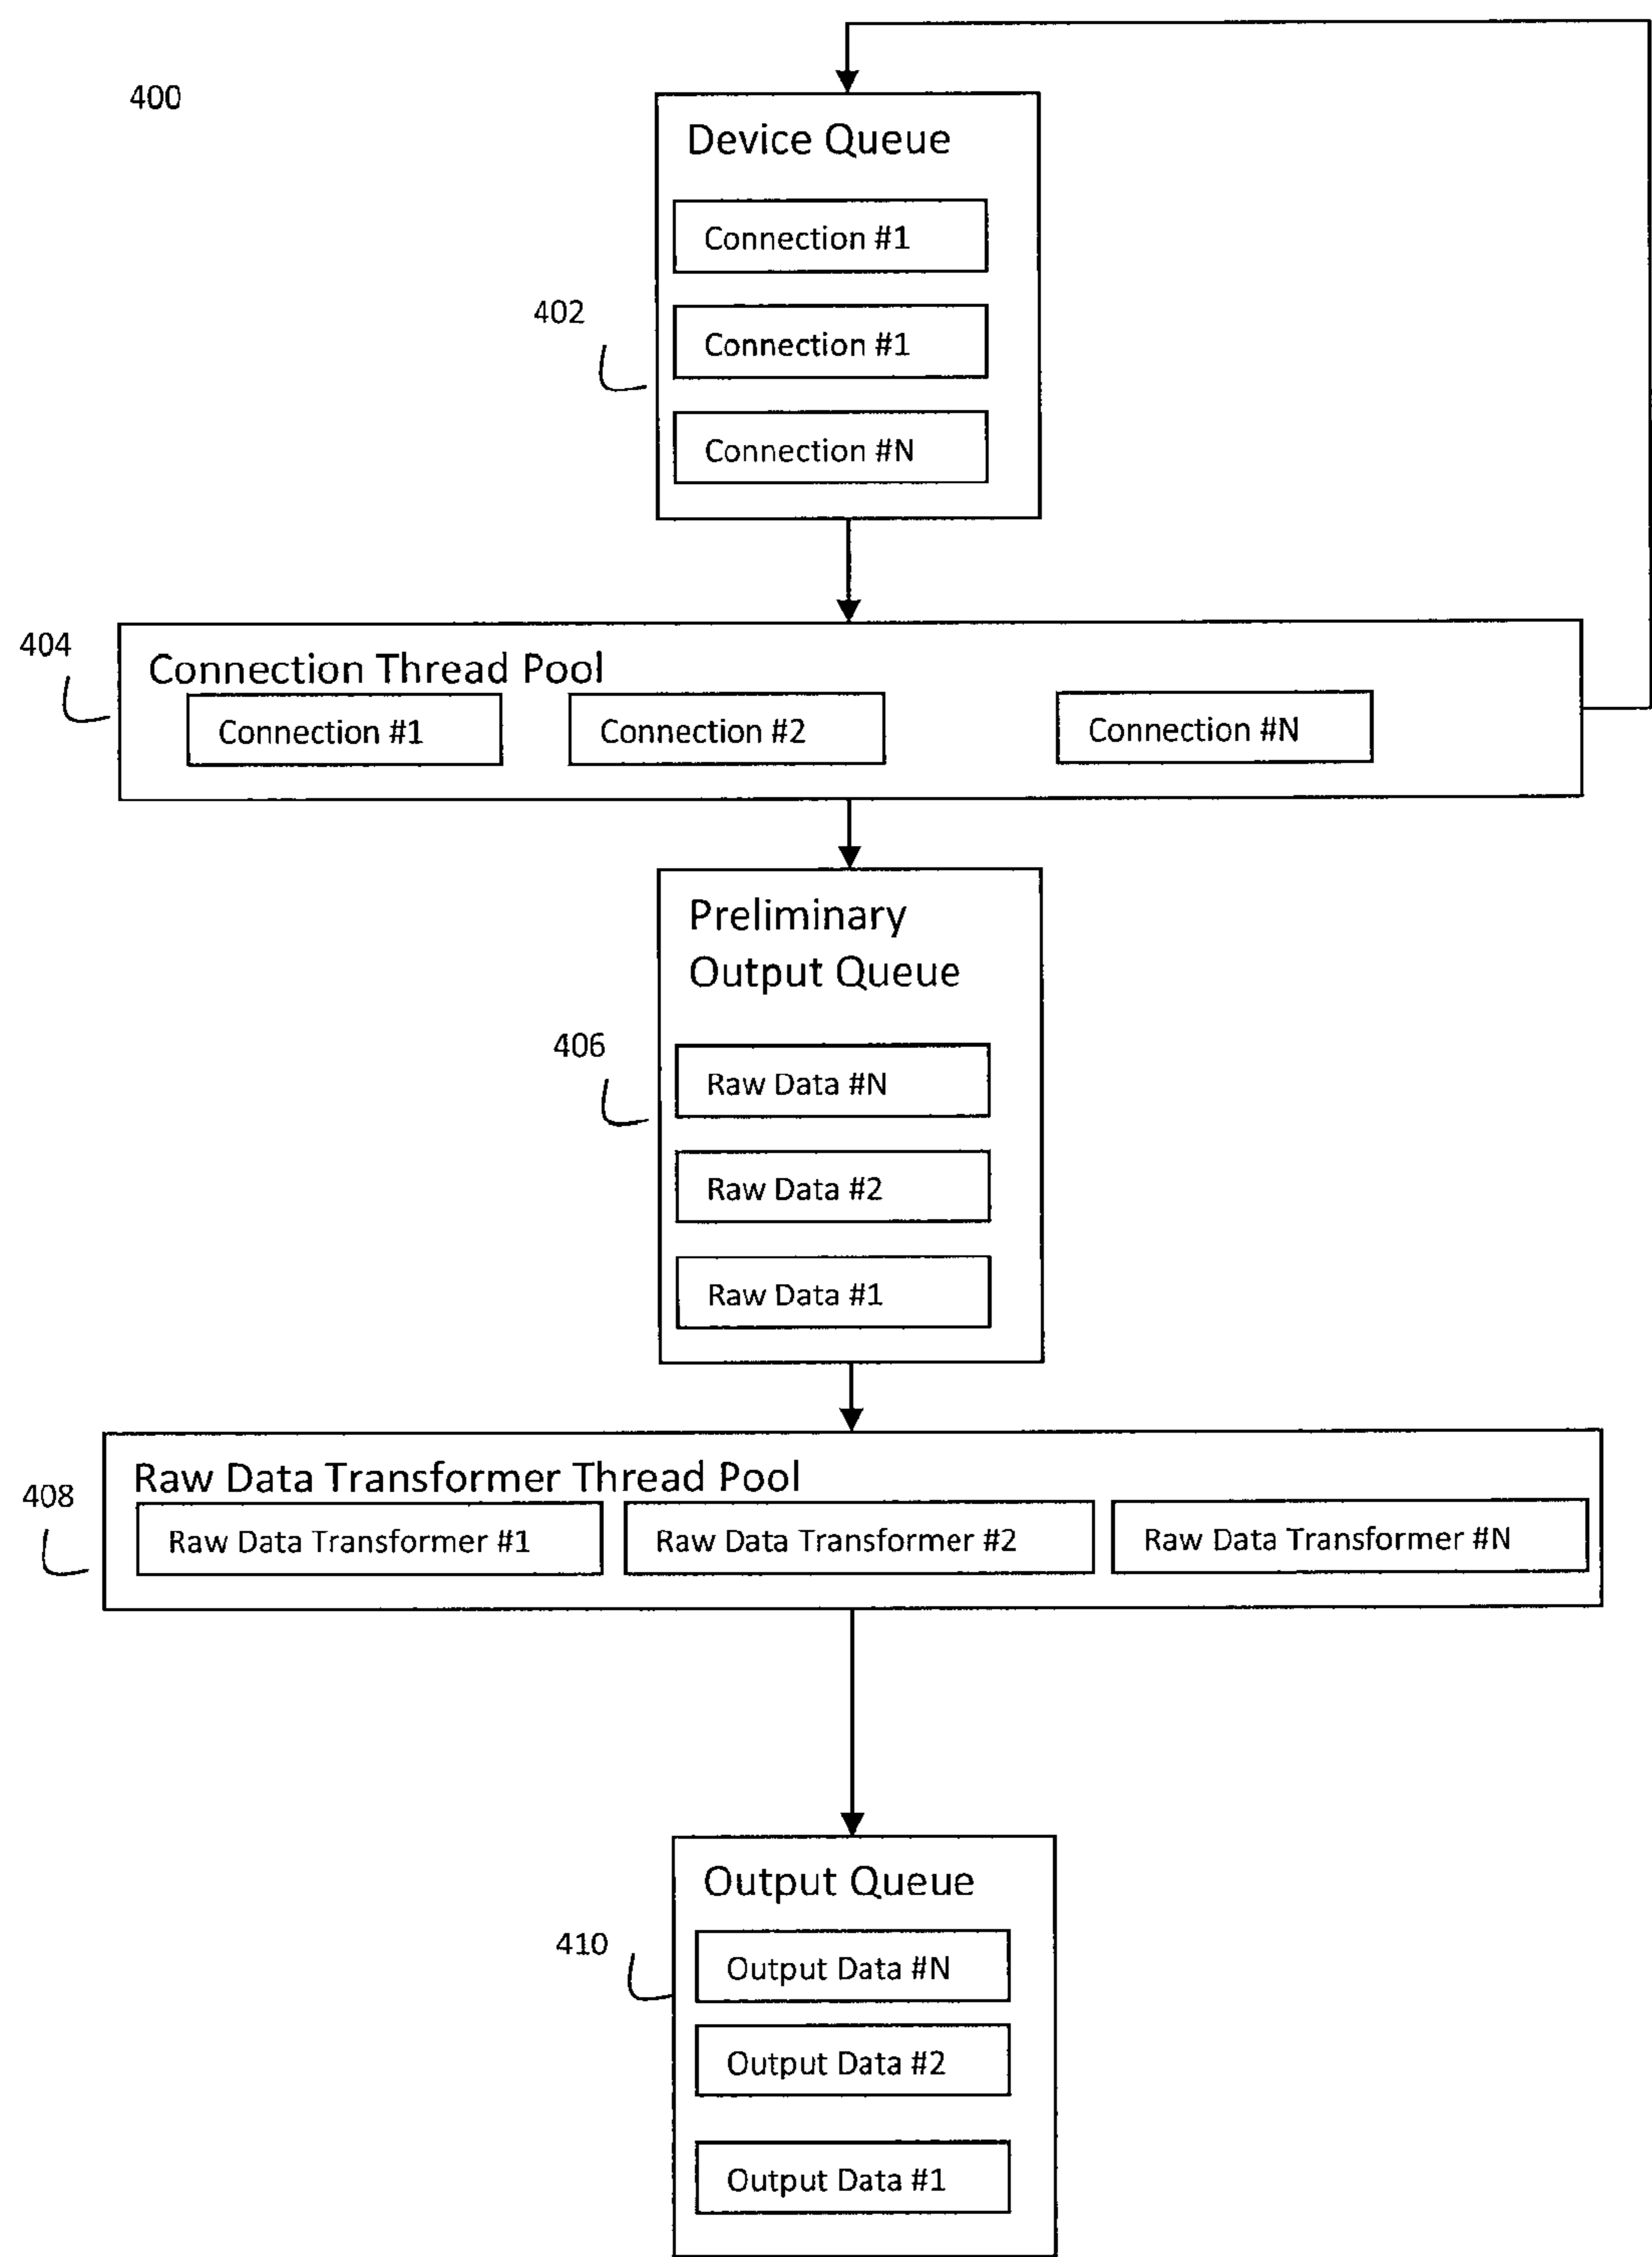 400
Device Queue
Connection #1
402
Connection #1
Connection #N
404
Connection Thread Pool
Connection #1
Connection #2
Connection #N
Preliminary
Output Queue
406
Raw Data #N
Raw Data #2
Raw Data #1
Raw Data Transformer Thread Pool
408
Raw Data Transformer #1
Raw Data Transformer #2
Raw Data Transformer #N
Output Queue
410
Output Data #N
Output Data #2
Output Data #1